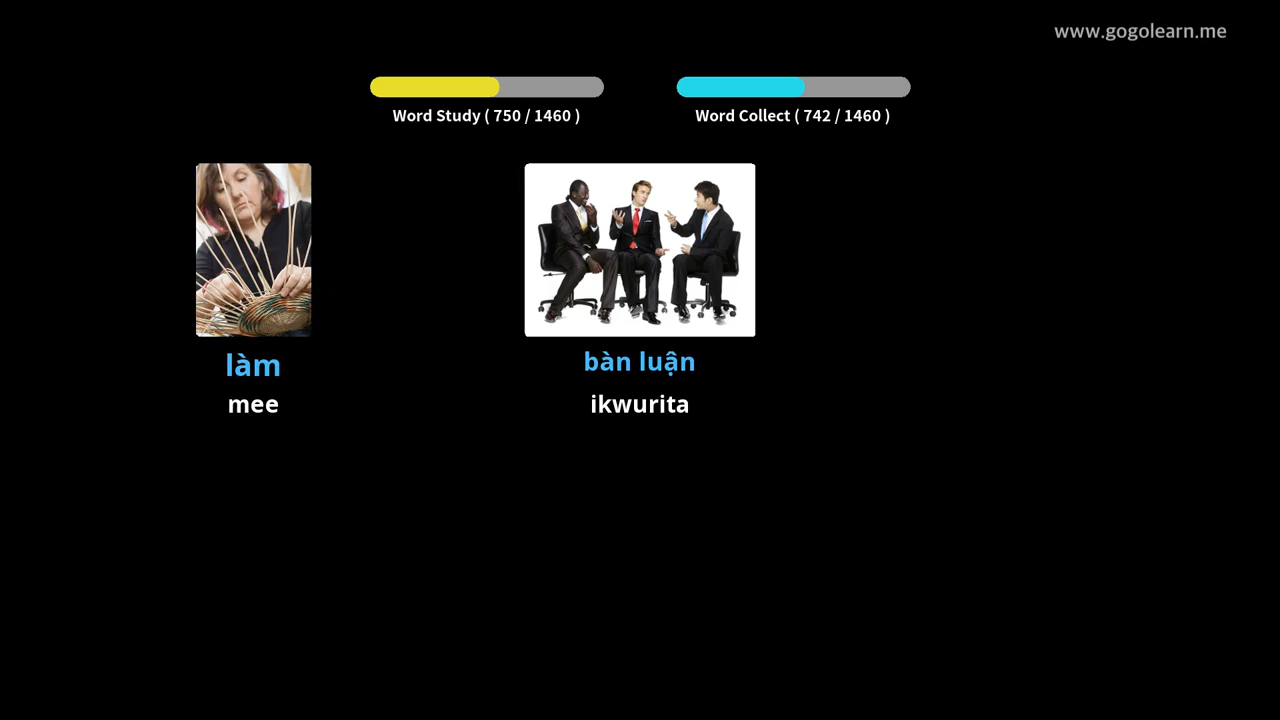 www.gogolearn.me
Word Study ( 750 / 1460 )
Word Collect ( 742 / 1460 )
làm
mee
bàn luận
ikwurita